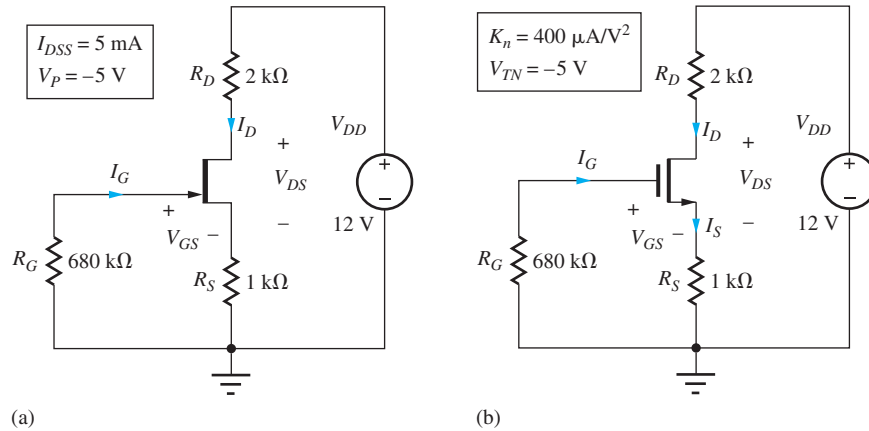 I_DSS = 5 mA
V_P = –5 V
R_D
2 kΩ
I_D
+
V_DS
–
V_DD
+
–
12 V
I_G
+
V_GS –
R_G
680 kΩ
R_S
1 kΩ
(a)
K_n = 400 μA/V²
V_TN = –5 V
R_D
2 kΩ
I_D
+
V_DS
–
V_DD
+
–
12 V
I_G
+
V_GS –
I_S
R_G
680 kΩ
R_S
1 kΩ
(b)